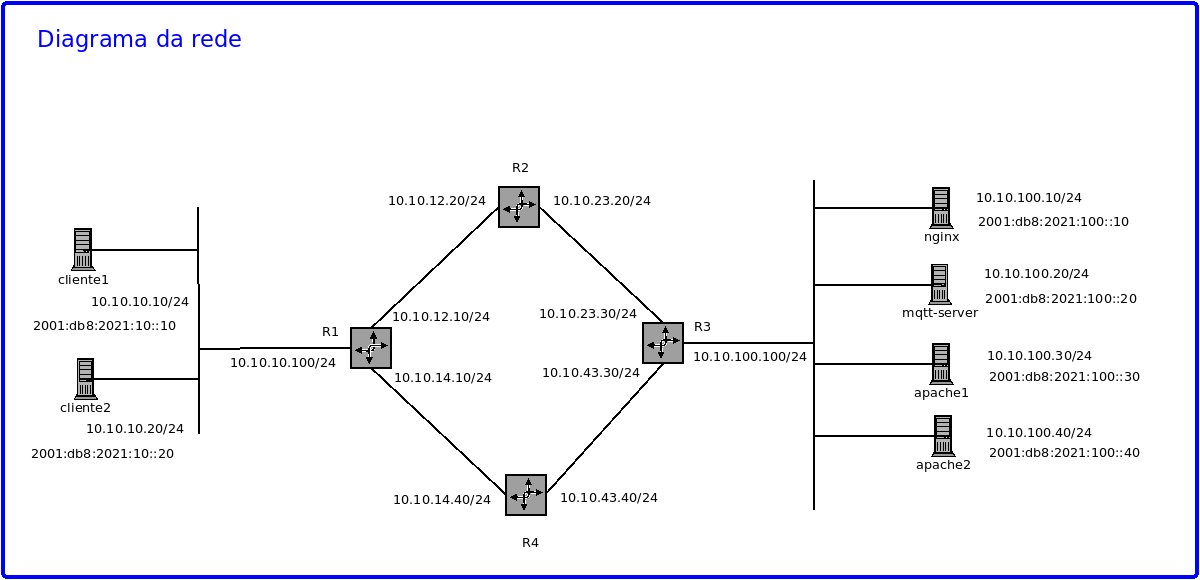 Diagrama da rede
R2
10.10.12.20/24
10.10.23.20/24
10.10.100.10/24
2001:db8:2021:100::10
nginx
cliente1
10.10.10.10/24
2001:db8:2021:10::10
10.10.100.20/24
2001:db8:2021:100::20
mqtt-server
R1
10.10.12.10/24
10.10.23.30/24
R3
10.10.10.100/24
10.10.14.10/24
10.10.43.30/24
10.10.100.100/24
10.10.100.30/24
2001:db8:2021:100::30
apache1
cliente2
10.10.10.20/24
2001:db8:2021:10::20
10.10.100.40/24
2001:db8:2021:100::40
apache2
10.10.14.40/24
10.10.43.40/24
R4